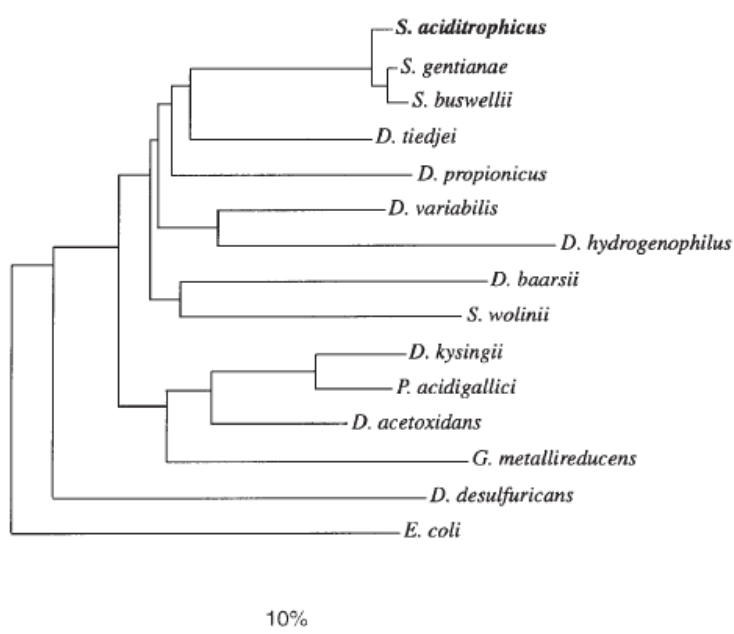 S. aciditrophicus
S. gentianae
S. buswellii
D. tiedjei
D. propionicus
D. variabilis
D. hydrogenophilus
D. baarsii
S. wolinii
D. kysingii
P. acidigallici
D. acetoxidans
G. metallireducens
D. desulfuricans
E. coli
10%